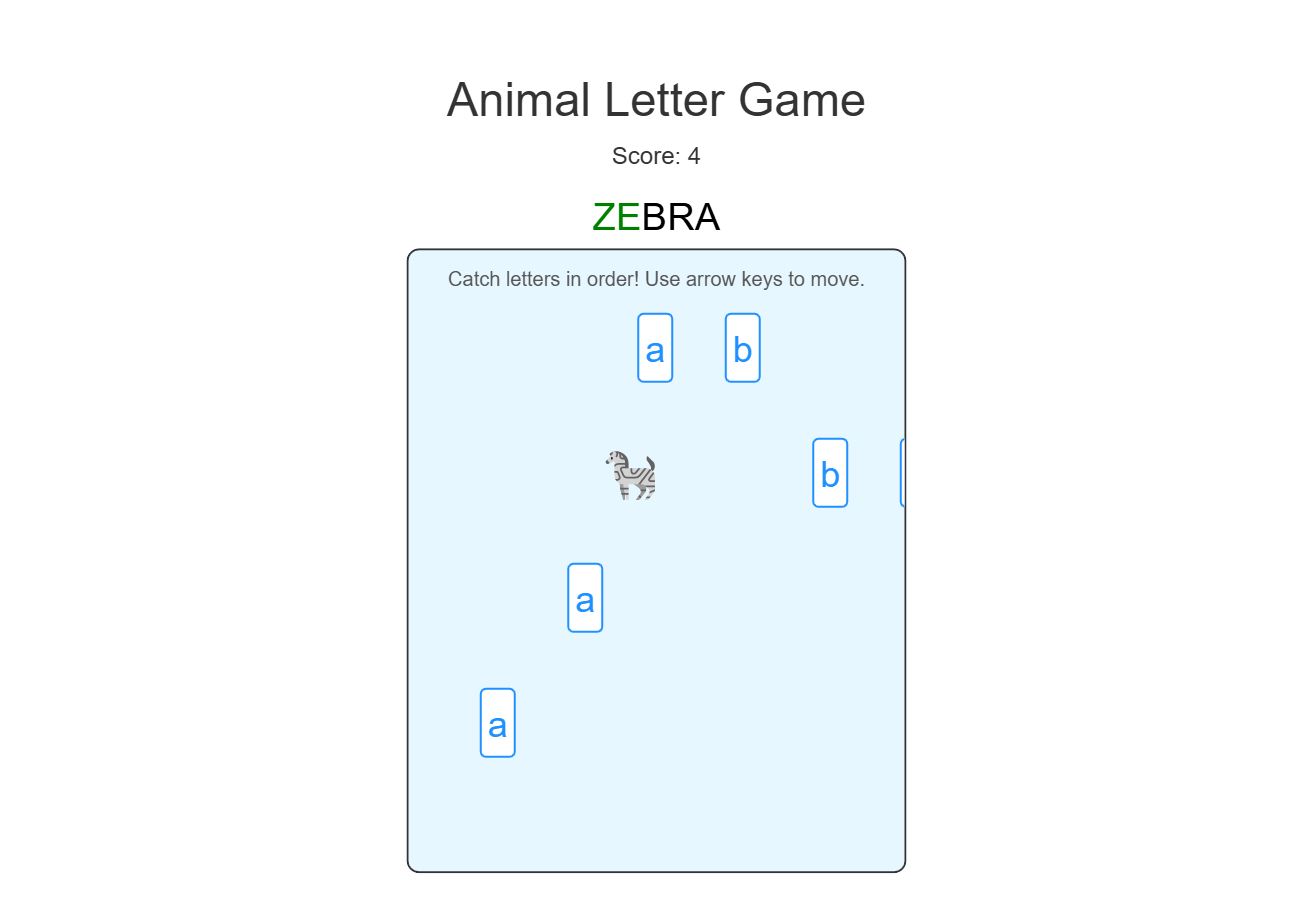 Animal Letter Game
Score: 4
ZEBRA
Catch letters in order! Use arrow keys to move.
a b
b
a
a